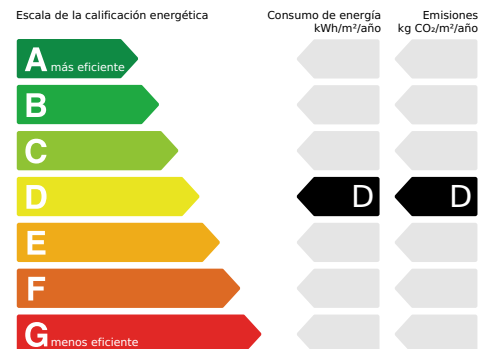 Escala de la calificación energética
Consumo de energía
kWh/m²/año
Emisiones
kg CO₂/m²/año
A más eficiente
B
C
D D D
E
F
G menos eficiente